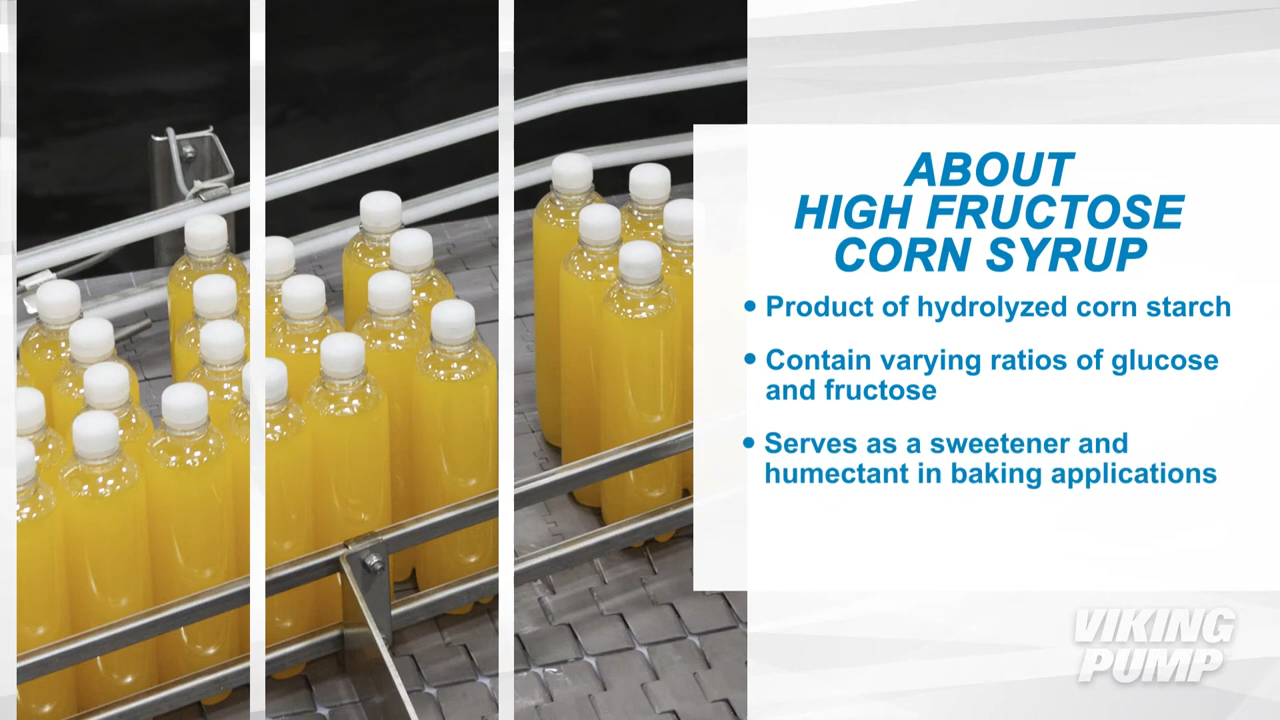 ABOUT
HIGH FRUCTOSE
CORN SYRUP
• Product of hydrolyzed corn starch
• Contain varying ratios of glucose
and fructose
• Serves as a sweetener and
humectant in baking applications
VIKING
PUMP